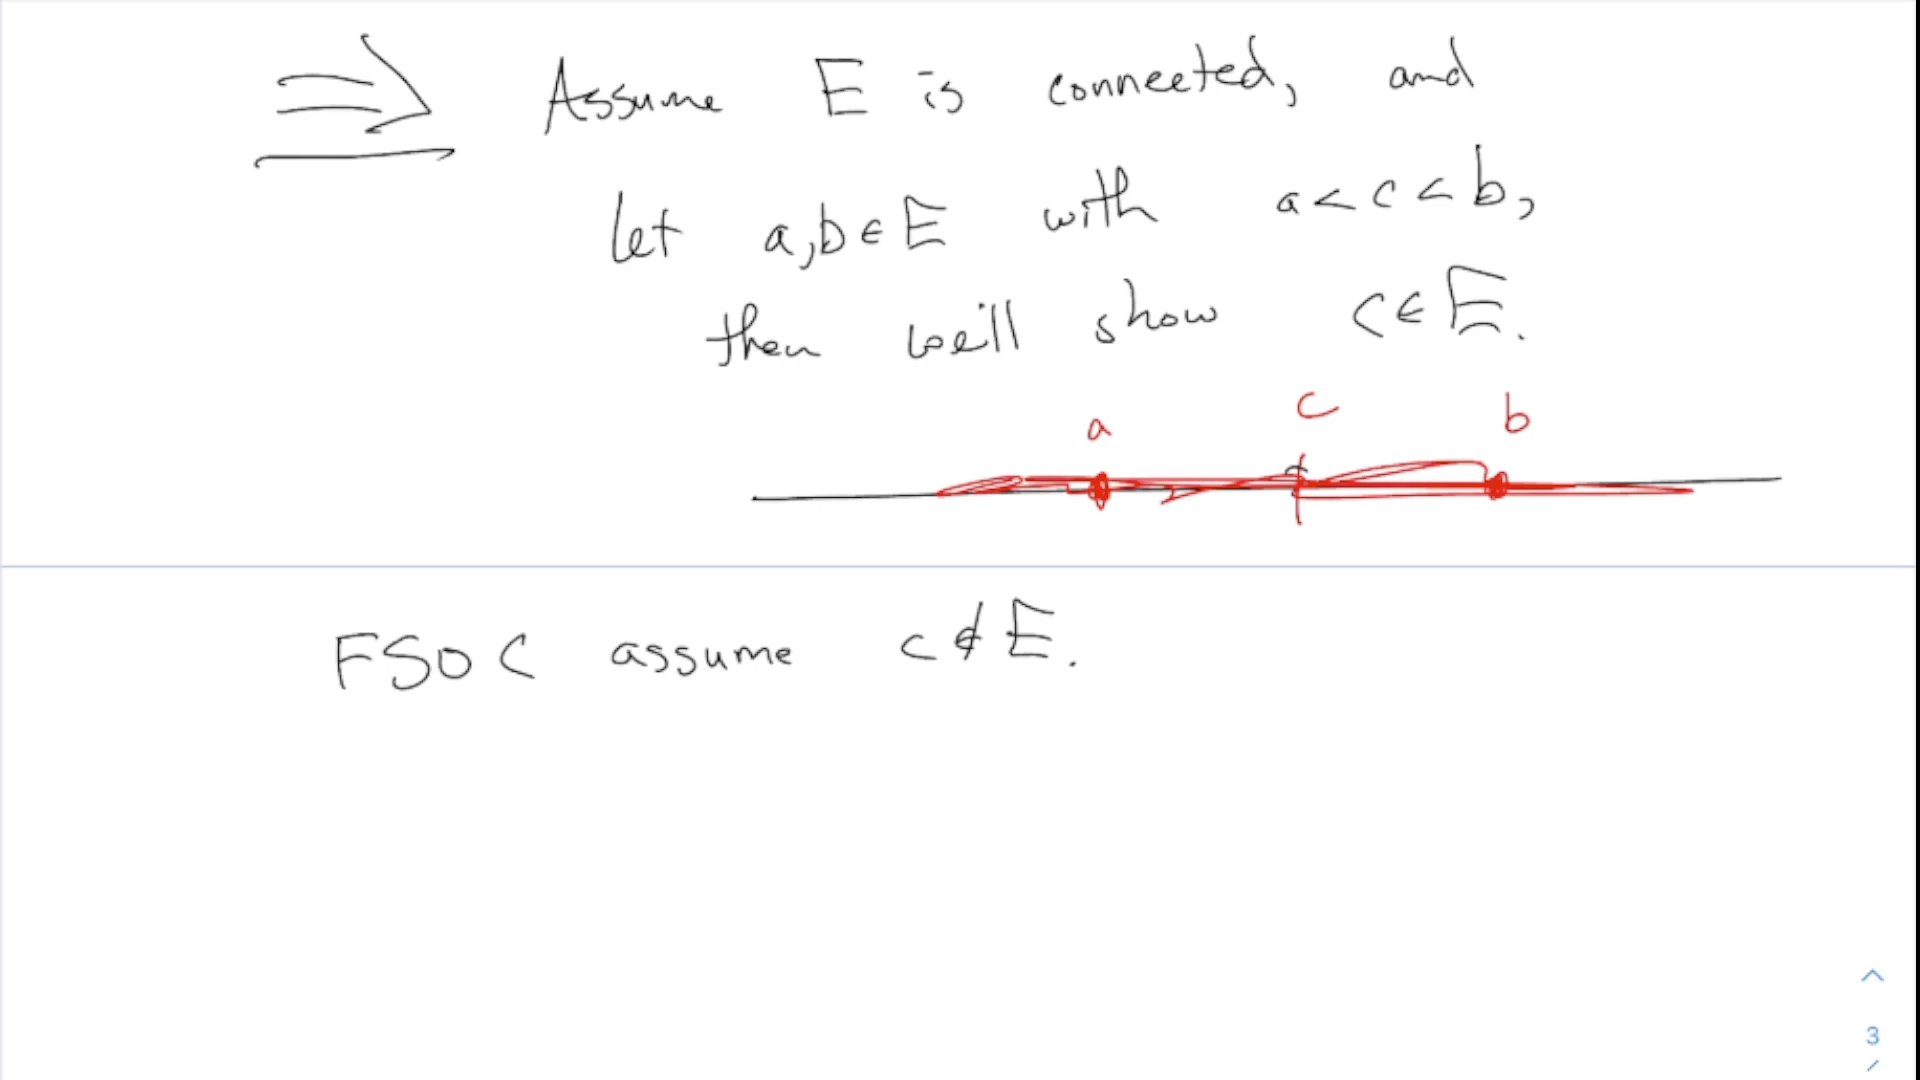 ⇒ Assume E is connected, and
let a,b ∈ E with a < c < b,
then we'll show c ∈ E.
a c b
FSOC assume c ∉ E.
3